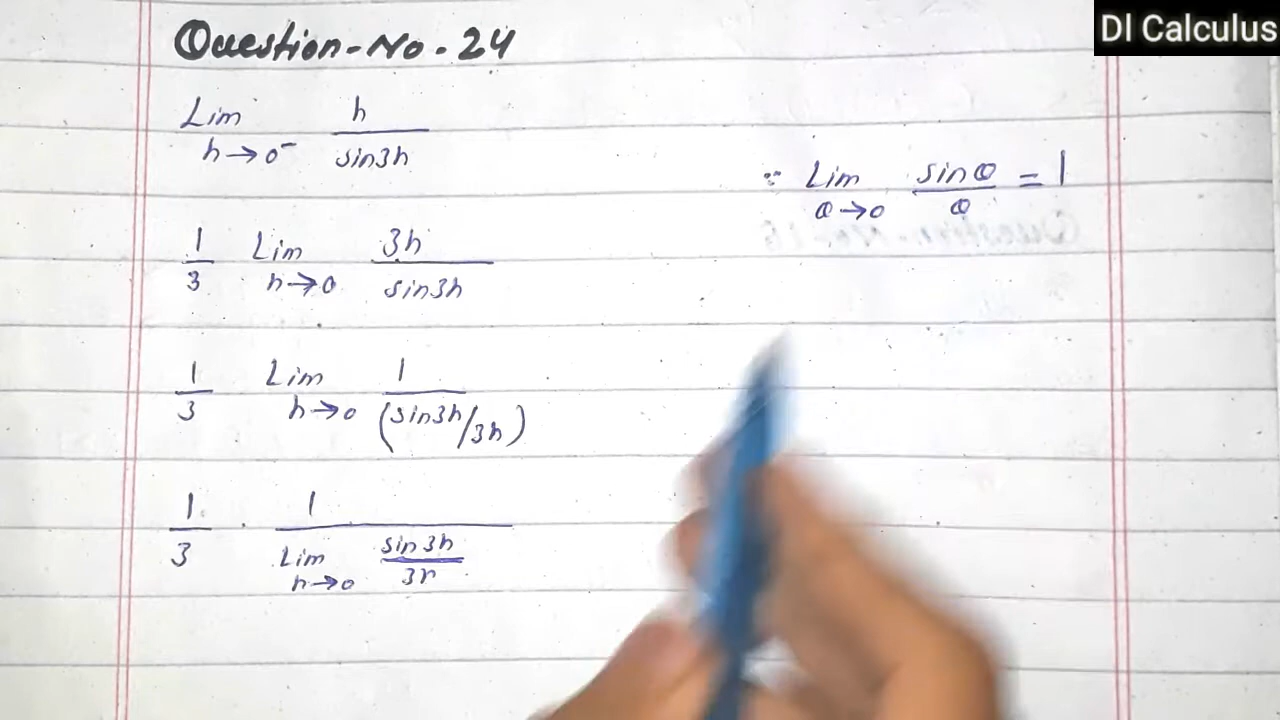 DI Calculus
Question-No-24
Lim h→0⁻ h/sin3h
∵ Lim θ→0 sinθ/θ = 1
1/3 Lim h→0 3h/sin3h
1/3 Lim h→0 1/(sin3h/3h)
1/3 · 1/(Lim h→0 sin3h/3h)